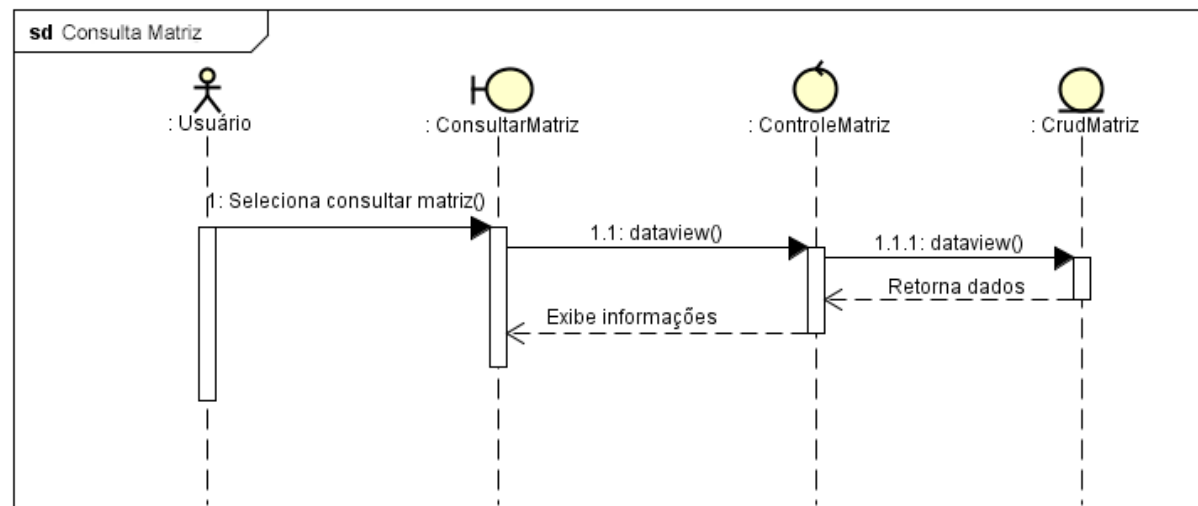 sd Consulta Matriz
: Usuário
: ConsultarMatriz
: ControleMatriz
: CrudMatriz
1: Seleciona consultar matriz()
1.1: dataview()
1.1.1: dataview()
Retorna dados
Exibe informações